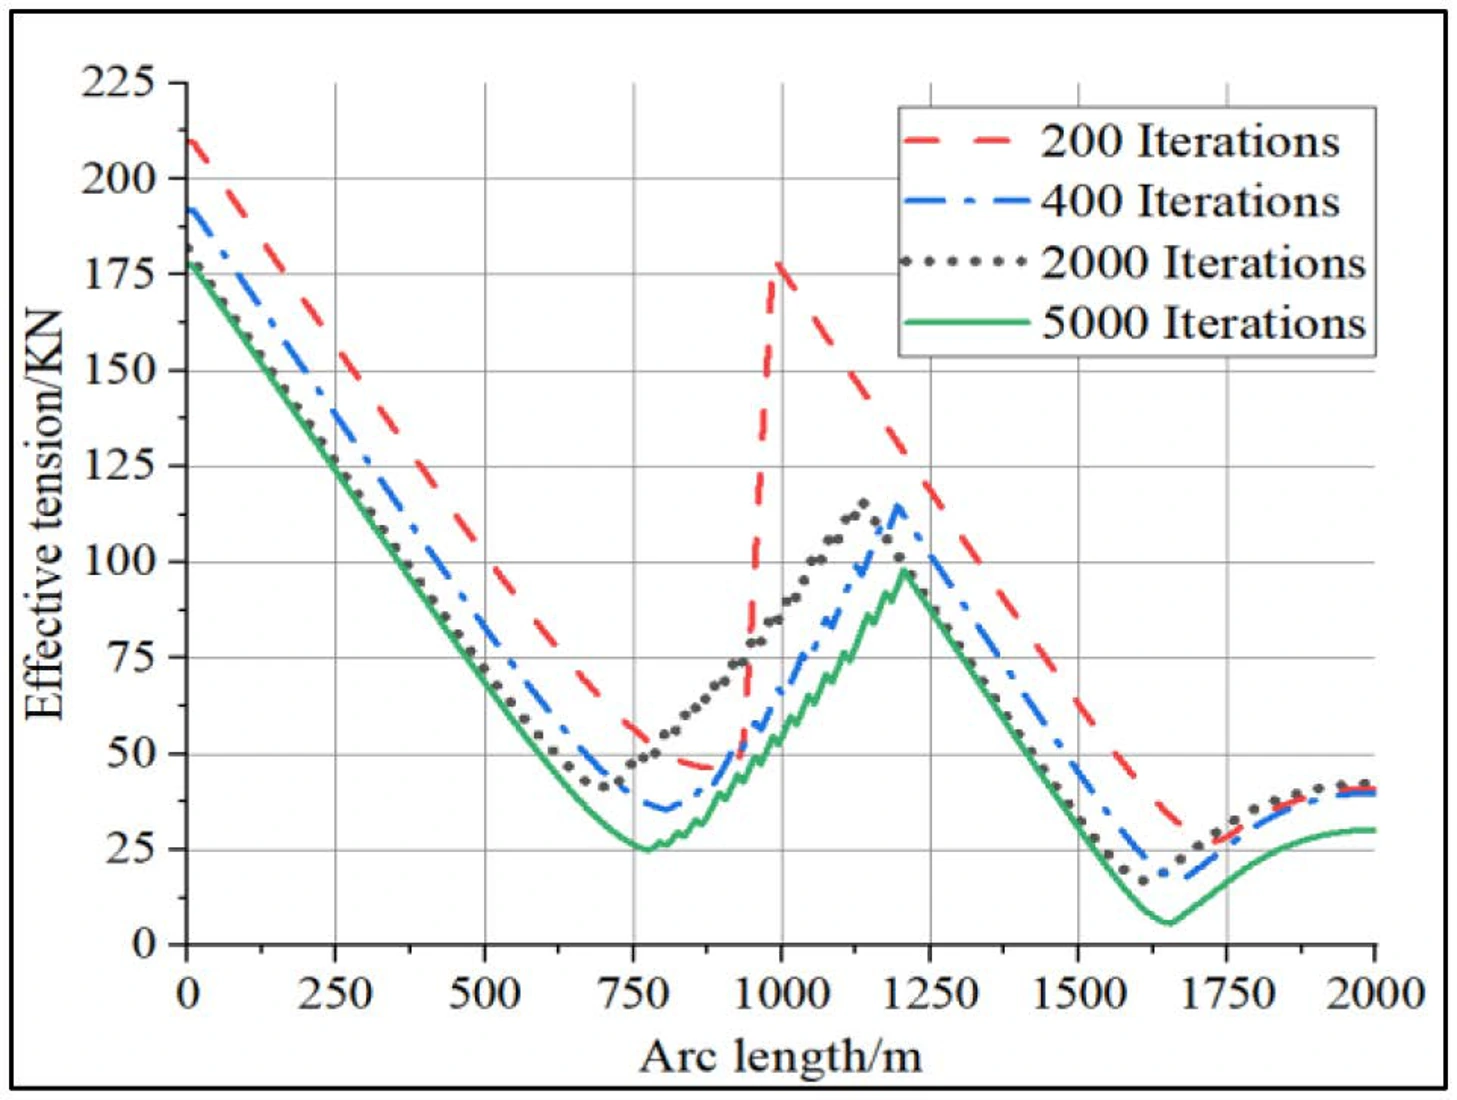 225
200
175
150
125
100
75
50
25
0
Effective tension/KN
200 Iterations
400 Iterations
2000 Iterations
5000 Iterations
0 250 500 750 1000 1250 1500 1750 2000
Arc length/m